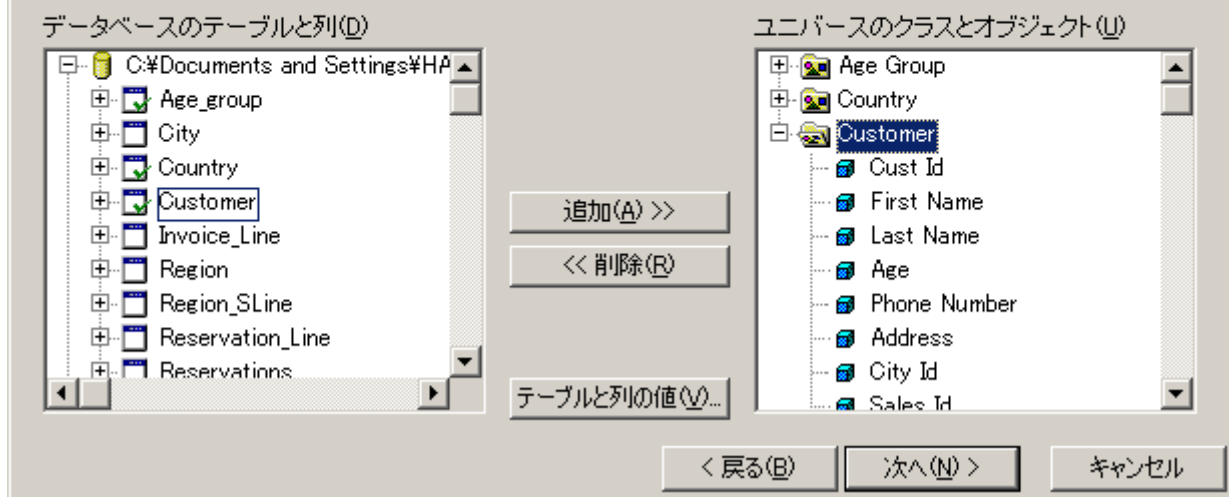 データベースのテーブルと列(D)
C:¥Documents and Settings¥HA
Age_group
City
Country
Customer
Invoice_Line
Region
Region_SLine
Reservation_Line
Reservations
追加(A) >>
<< 削除(R)
テーブルと列の値(V)...
ユニバースのクラスとオブジェクト(U)
Age Group
Country
Customer
Cust Id
First Name
Last Name
Age
Phone Number
Address
City Id
Sales Id
< 戻る(B)
次へ(N) >
キャンセル